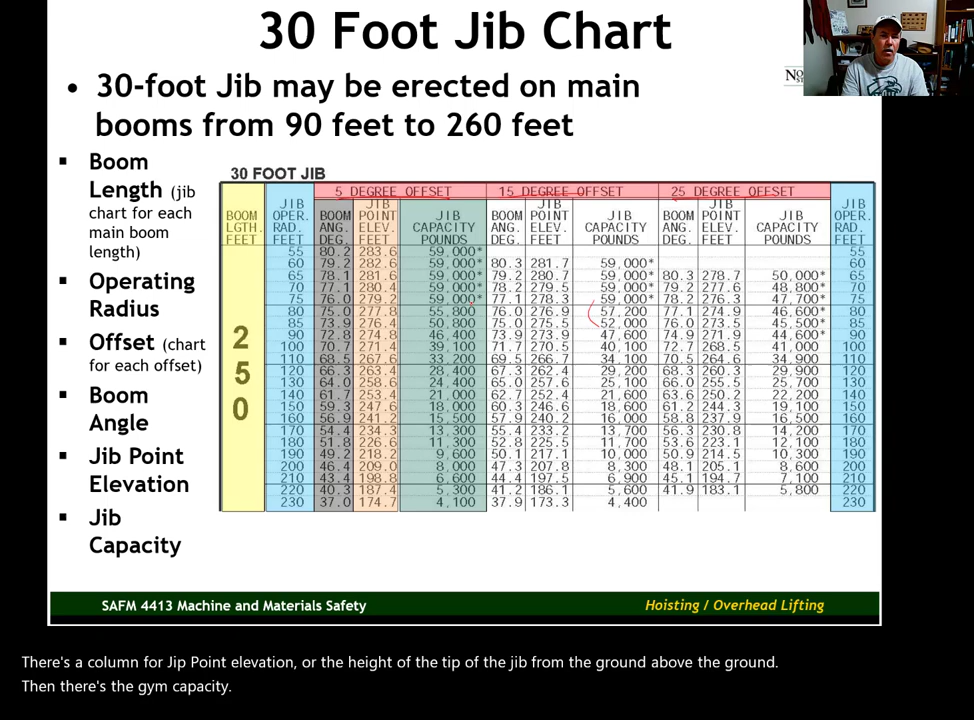 30 Foot Jib Chart
• 30-foot Jib may be erected on main
booms from 90 feet to 260 feet
▪ Boom
Length (jib
chart for each
main boom
length)
▪ Operating
Radius
▪ Offset (chart
for each offset)
▪ Boom
Angle
▪ Jib Point
Elevation
▪ Jib
Capacity
30 FOOT JIB
5 DEGREE OFFSET 15 DEGREE OFFSET 25 DEGREE OFFSET
BOOM LGTH. FEET JIB OPER. RAD. FEET BOOM ANG. DEG. JIB POINT ELEV. FEET JIB CAPACITY POUNDS BOOM ANG. DEG. JIB POINT ELEV. FEET JIB CAPACITY POUNDS BOOM ANG. DEG. JIB POINT ELEV. FEET JIB CAPACITY POUNDS JIB OPER. RAD. FEET
250
55 80.2 283.6 59,000* 55
60 79.2 282.6 59,000* 80.3 281.7 59,000* 60
65 78.1 281.6 59,000* 79.2 280.7 59,000* 80.3 278.7 50,000* 65
70 77.1 280.4 59,000* 78.2 279.5 59,000* 79.2 277.6 48,800* 70
75 76.0 279.2 59,000* 77.1 278.3 59,000* 78.2 276.3 47,700* 75
80 75.0 277.8 55,800 76.0 276.9 57,200 77.1 274.9 46,600* 80
85 73.9 276.4 50,800 75.0 275.5 52,000 76.0 273.5 45,500* 85
90 72.8 274.8 46,400 73.9 273.9 47,600 74.9 271.9 44,600* 90
100 70.7 271.4 39,100 71.7 270.5 40,100 72.7 268.5 41,000 100
110 68.5 267.6 33,200 69.5 266.7 34,100 70.5 264.6 34,900 110
120 66.3 263.4 28,400 67.3 262.4 29,200 68.3 260.3 29,900 120
130 64.0 258.6 24,400 65.0 257.6 25,100 66.0 255.5 25,700 130
140 61.7 253.4 21,000 62.7 252.4 21,600 63.6 250.2 22,200 140
150 59.3 247.6 18,000 60.3 246.6 18,600 61.2 244.3 19,100 150
160 56.9 241.2 15,500 57.9 240.2 16,000 58.8 237.9 16,500 160
170 54.4 234.3 13,300 55.4 233.2 13,700 56.3 230.8 14,200 170
180 51.8 226.6 11,300 52.8 225.5 11,700 53.6 223.1 12,100 180
190 49.2 218.2 9,600 50.1 217.1 10,000 50.9 214.5 10,300 190
200 46.4 209.0 8,000 47.3 207.8 8,300 48.1 205.1 8,600 200
210 43.4 198.8 6,600 44.4 197.5 6,900 45.1 194.7 7,100 210
220 40.3 187.4 5,300 41.2 186.1 5,600 41.9 183.1 5,800 220
230 37.0 174.7 4,100 37.9 173.3 4,400 230
SAFM 4413 Machine and Materials Safety Hoisting / Overhead Lifting
There's a column for Jip Point elevation, or the height of the tip of the jib from the ground above the ground.
Then there's the gym capacity.